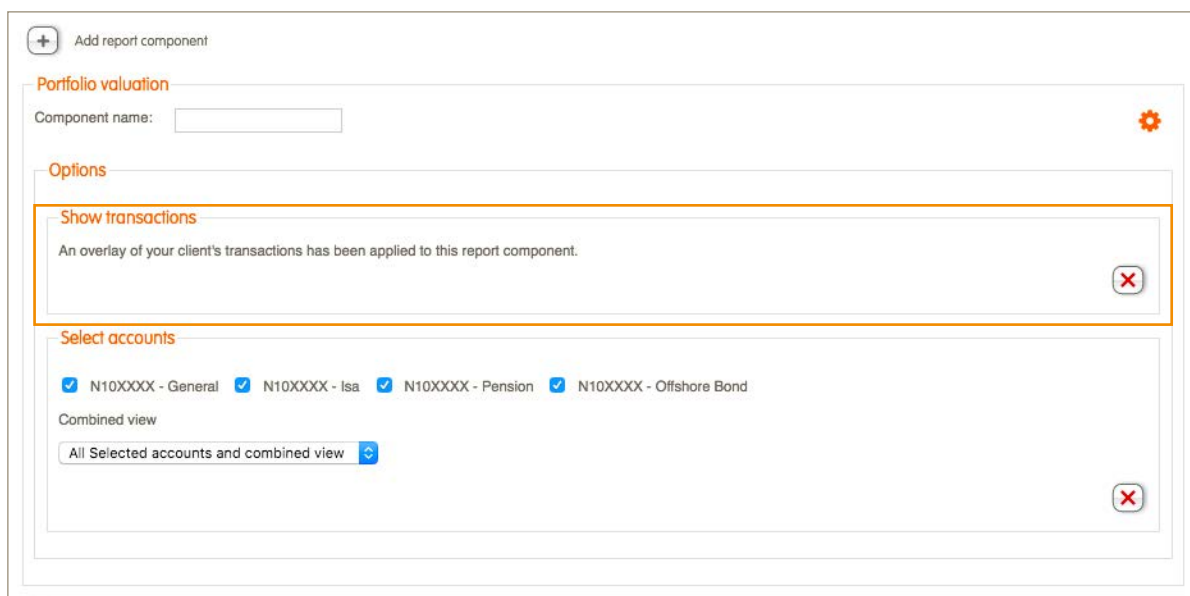 Add report component
Portfolio valuation
Component name:
Options
Show transactions
An overlay of your client's transactions has been applied to this report component.
Select accounts
N10XXXX - General N10XXXX - Isa N10XXXX - Pension N10XXXX - Offshore Bond
Combined view
All Selected accounts and combined view